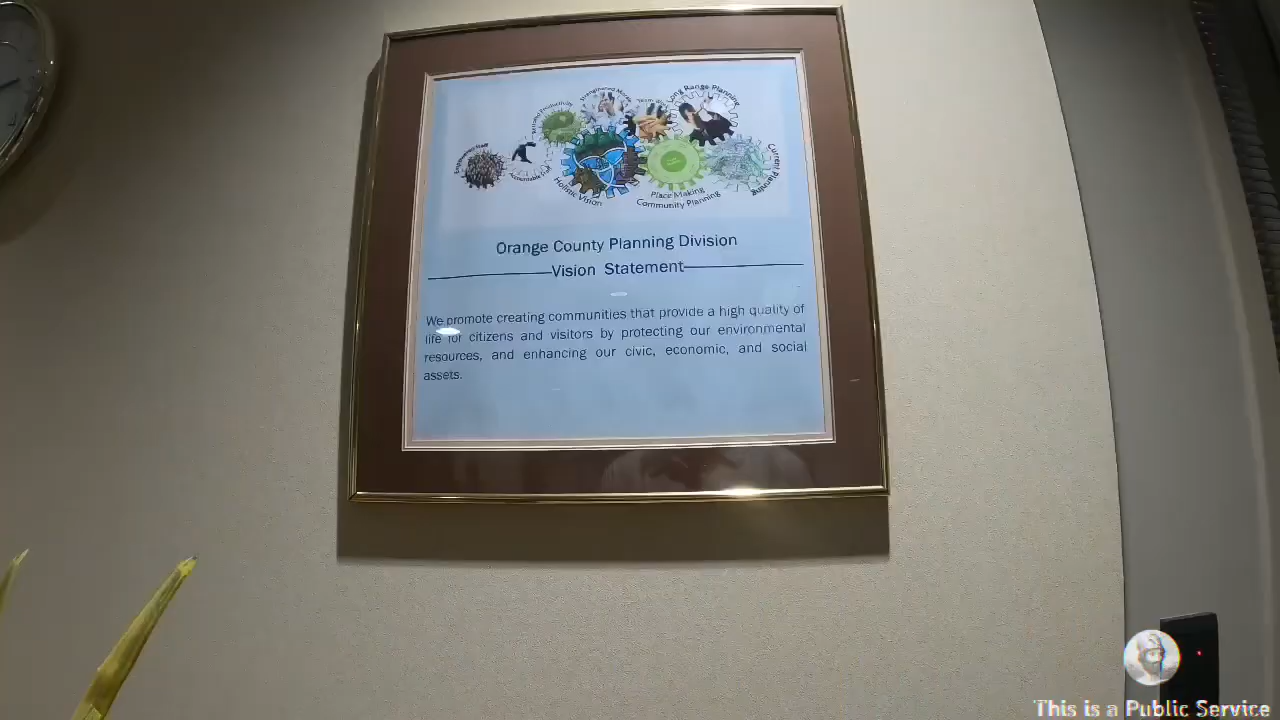 Long Range Planning
Current Planning
Holistic Vision
Place Making
Community Planning
Orange County Planning Division
Vision Statement
We promote creating communities that provide a high quality of
life for citizens and visitors by protecting our environmental
resources, and enhancing our civic, economic, and social
assets.
This is a Public Service